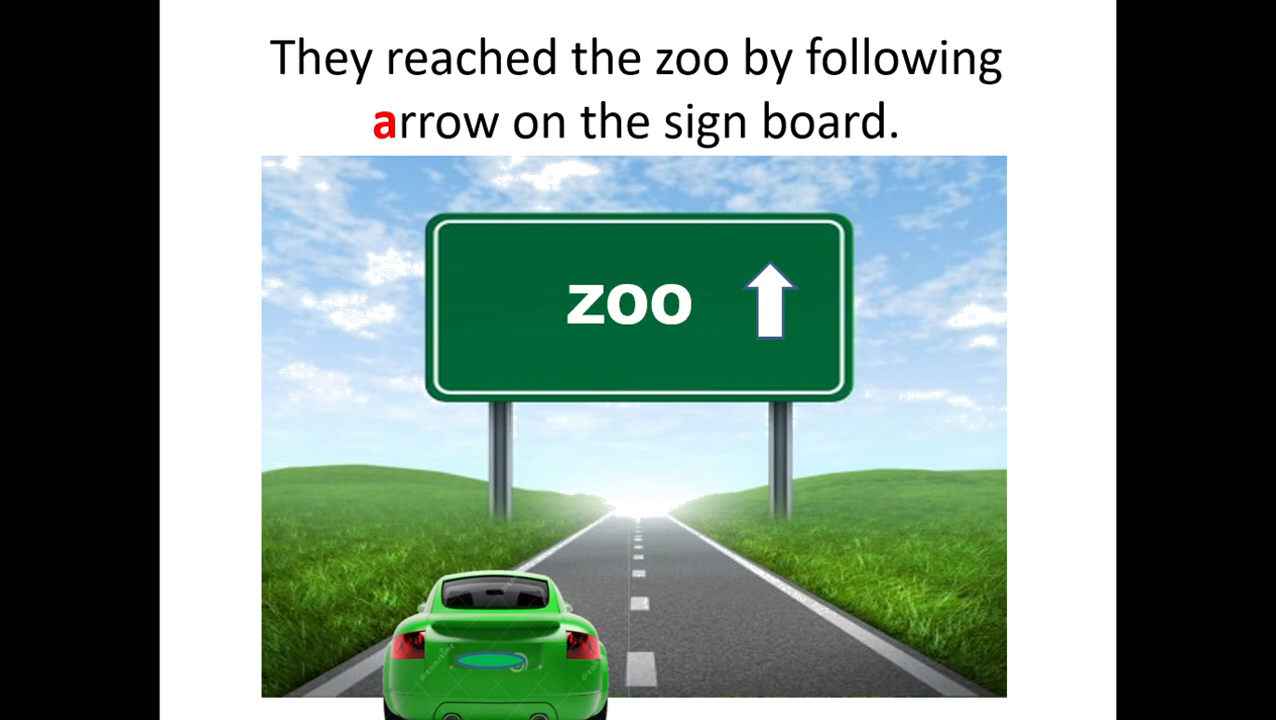 They reached the zoo by following
arrow on the sign board.
zoo